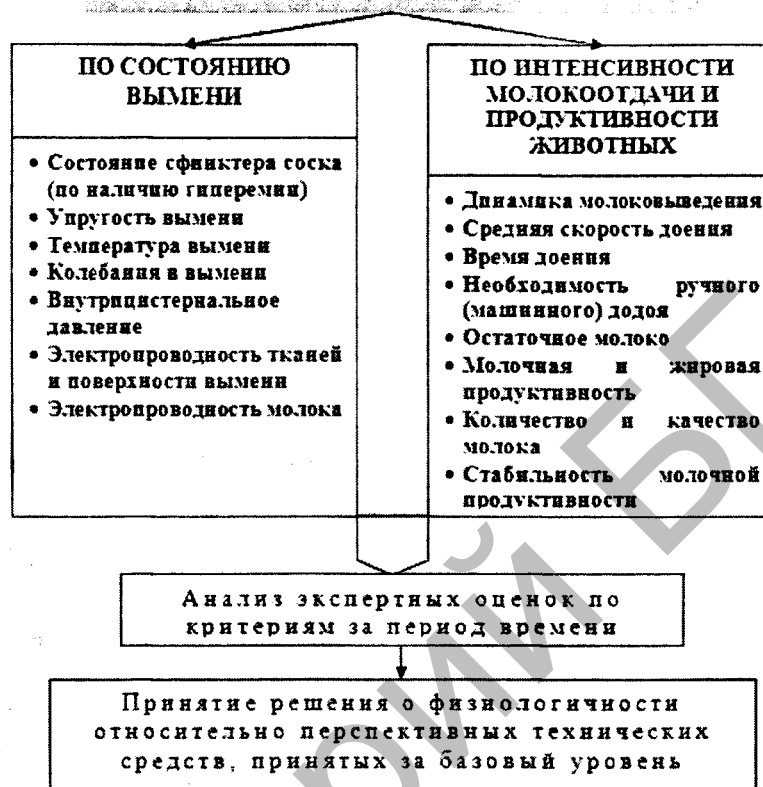 ПО СОСТОЯНИЮ
ВЫМЕНИ
• Состояние сфинктера соска
(по наличию гиперемии)
• Упругость вымени
• Температура вымени
• Колебания в вымени
• Внутрицистернальное
давление
• Электропроводность тканей
и поверхности вымени
• Электропроводность молока
ПО ИНТЕНСИВНОСТИ
МОЛОКООТДАЧИ И
ПРОДУКТИВНОСТИ
ЖИВОТНЫХ
• Динамика молоковыведения
• Средняя скорость доения
• Время доения
• Необходимость ручного
(машинного) додоя
• Остаточное молоко
• Молочная и жировая
продуктивность
• Количество и качество
молока
• Стабильность молочной
продуктивности
Анализ экспертных оценок по
критериям за период времени
Принятие решения о физиологичности
относительно перспективных технических
средств, принятых за базовый уровень